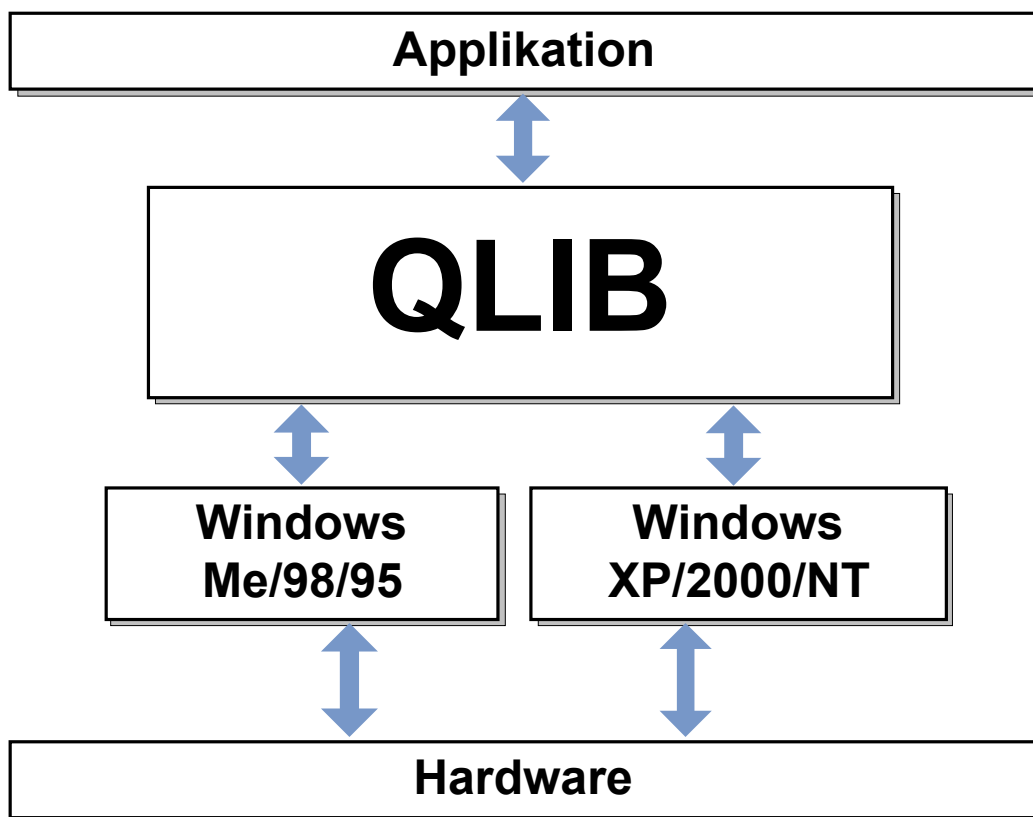 Applikation
QLIB
Windows
Me/98/95
Windows
XP/2000/NT
Hardware